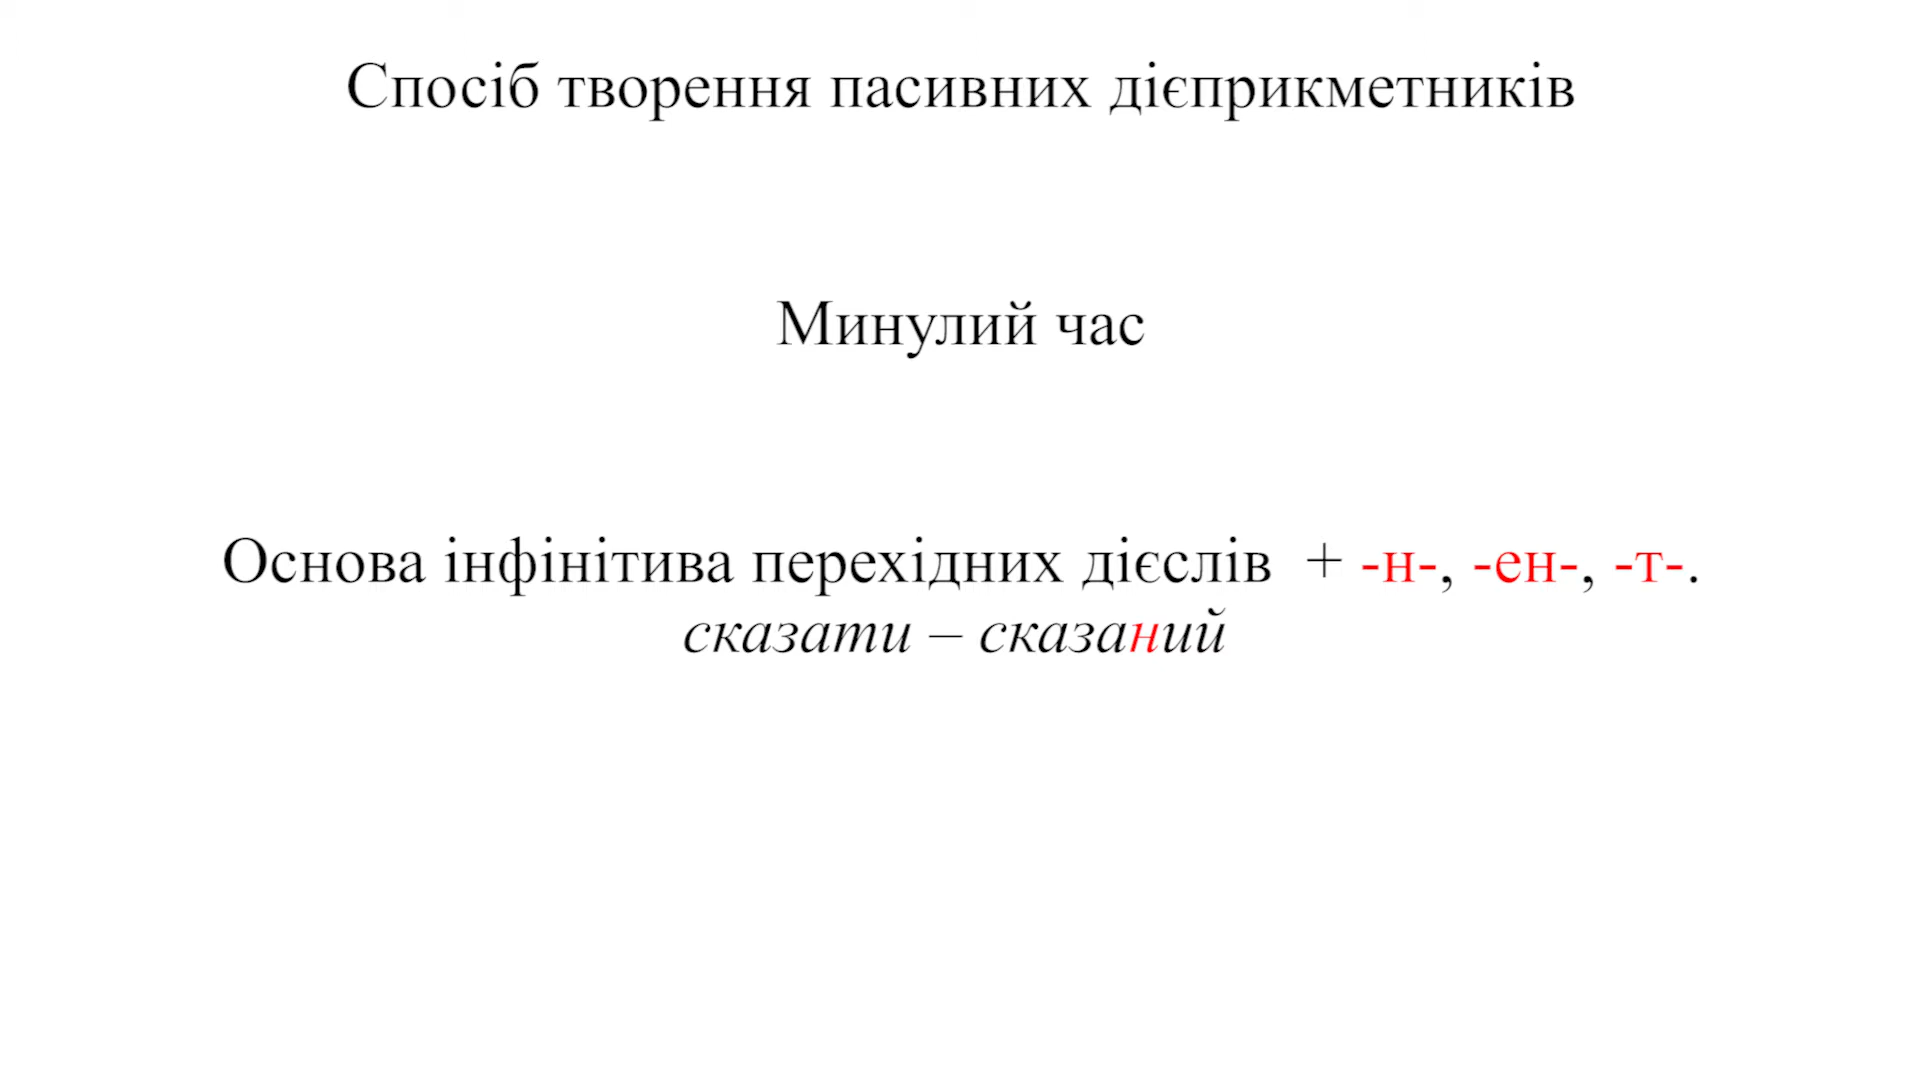 Спосіб творення пасивних дієприкметників
Минулий час
Основа інфінітива перехідних дієслів + -н-, -ен-, -т-.
сказати – сказаний